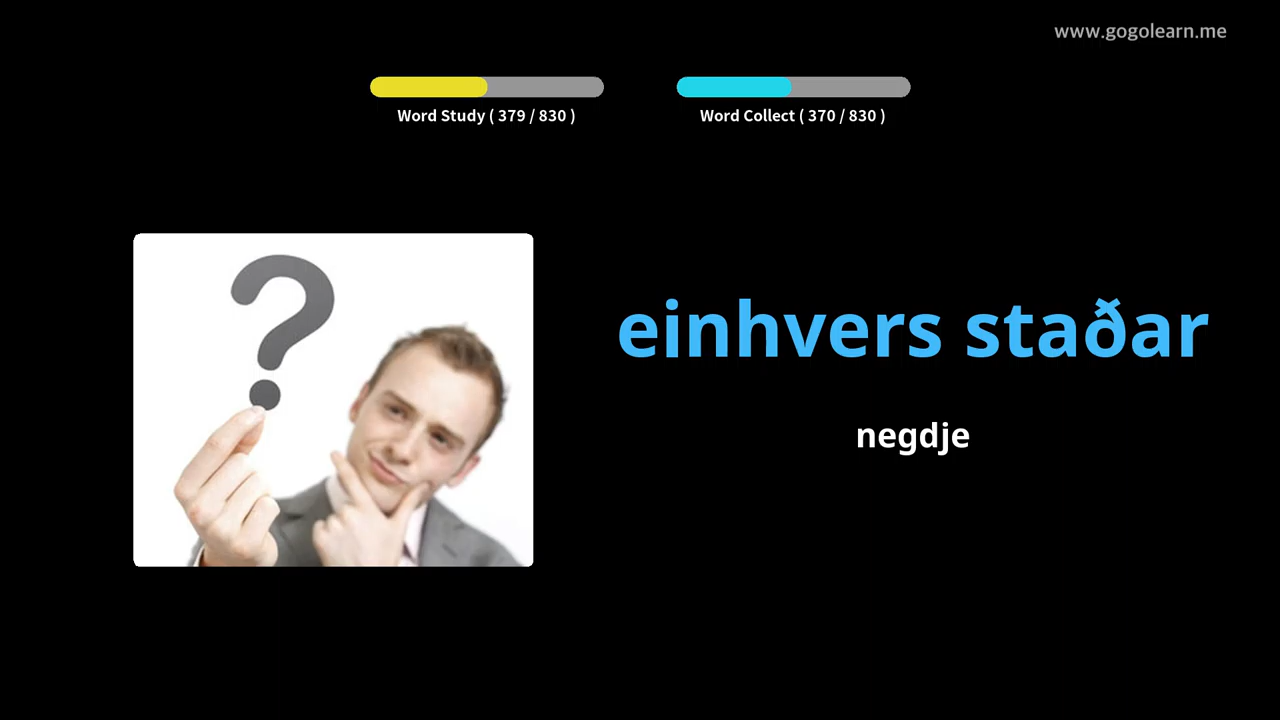 www.gogolearn.me
Word Study ( 379 / 830 )
Word Collect ( 370 / 830 )
einhvers staðar
negdje